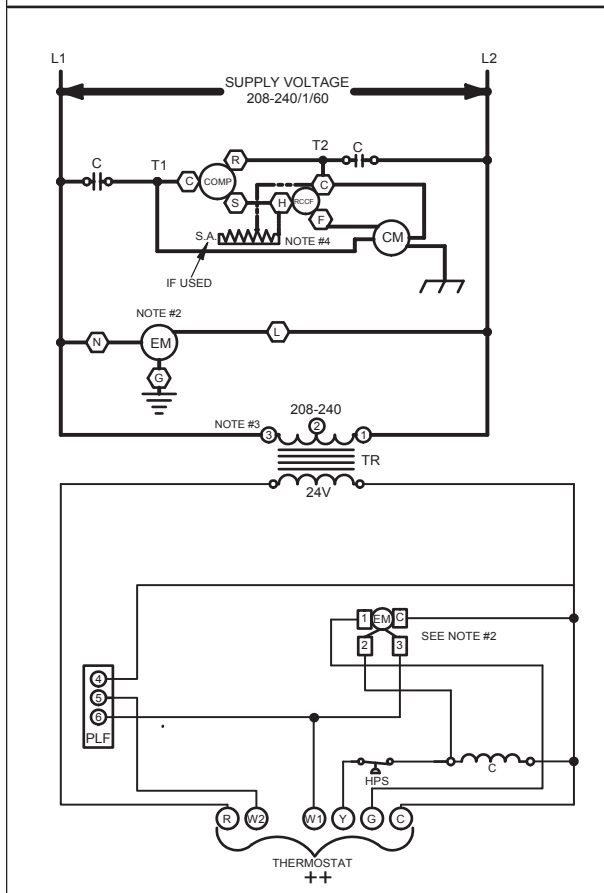 L1 L2
SUPPLY VOLTAGE
208-240/1/60
C T1 C COMP R S T2 C
H RCCF C F
S.A. NOTE #4 CM
IF USED
NOTE #2
N EM L
G
NOTE #3 208-240
3 2 1
TR
24V
1 EM C
2 3 SEE NOTE #2
4
5
6
PLF
HPS C
R W2 W1 Y G C
THERMOSTAT
++